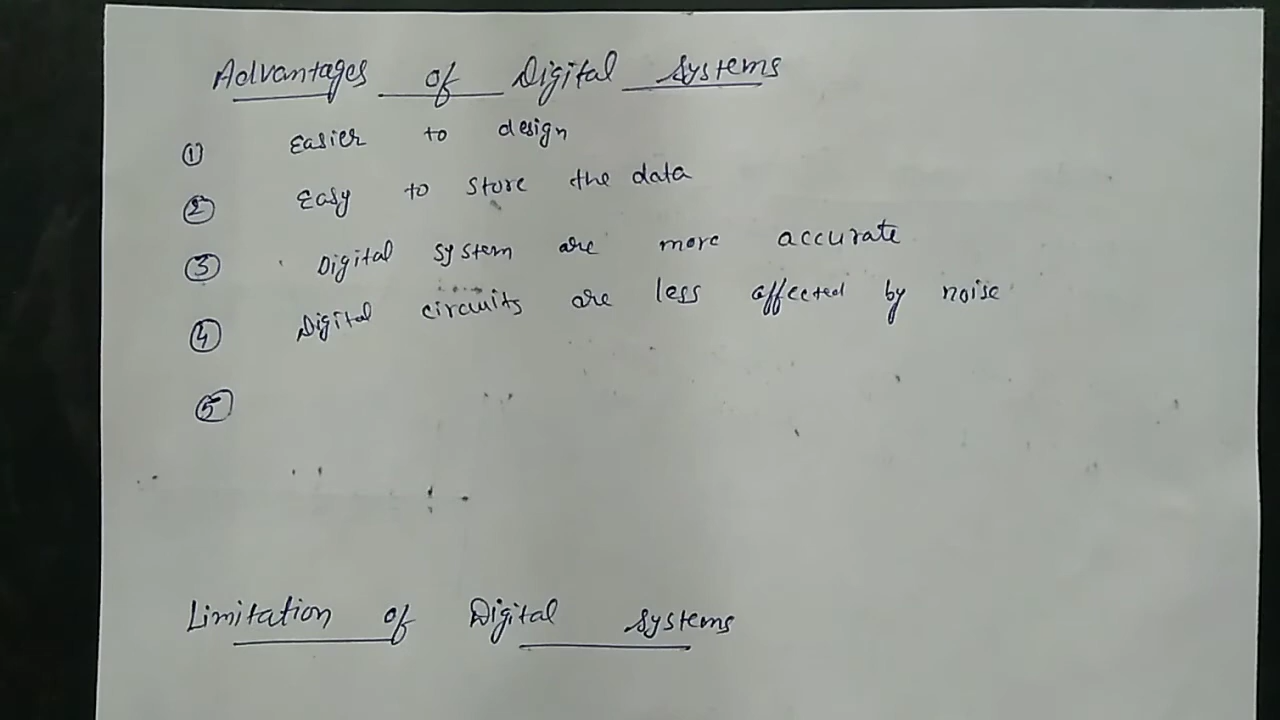 Advantages of Digital Systems
① Easier to design
② Easy to store the data
③ Digital system are more accurate
④ Digital circuits are less affected by noise
⑤
Limitation of Digital Systems